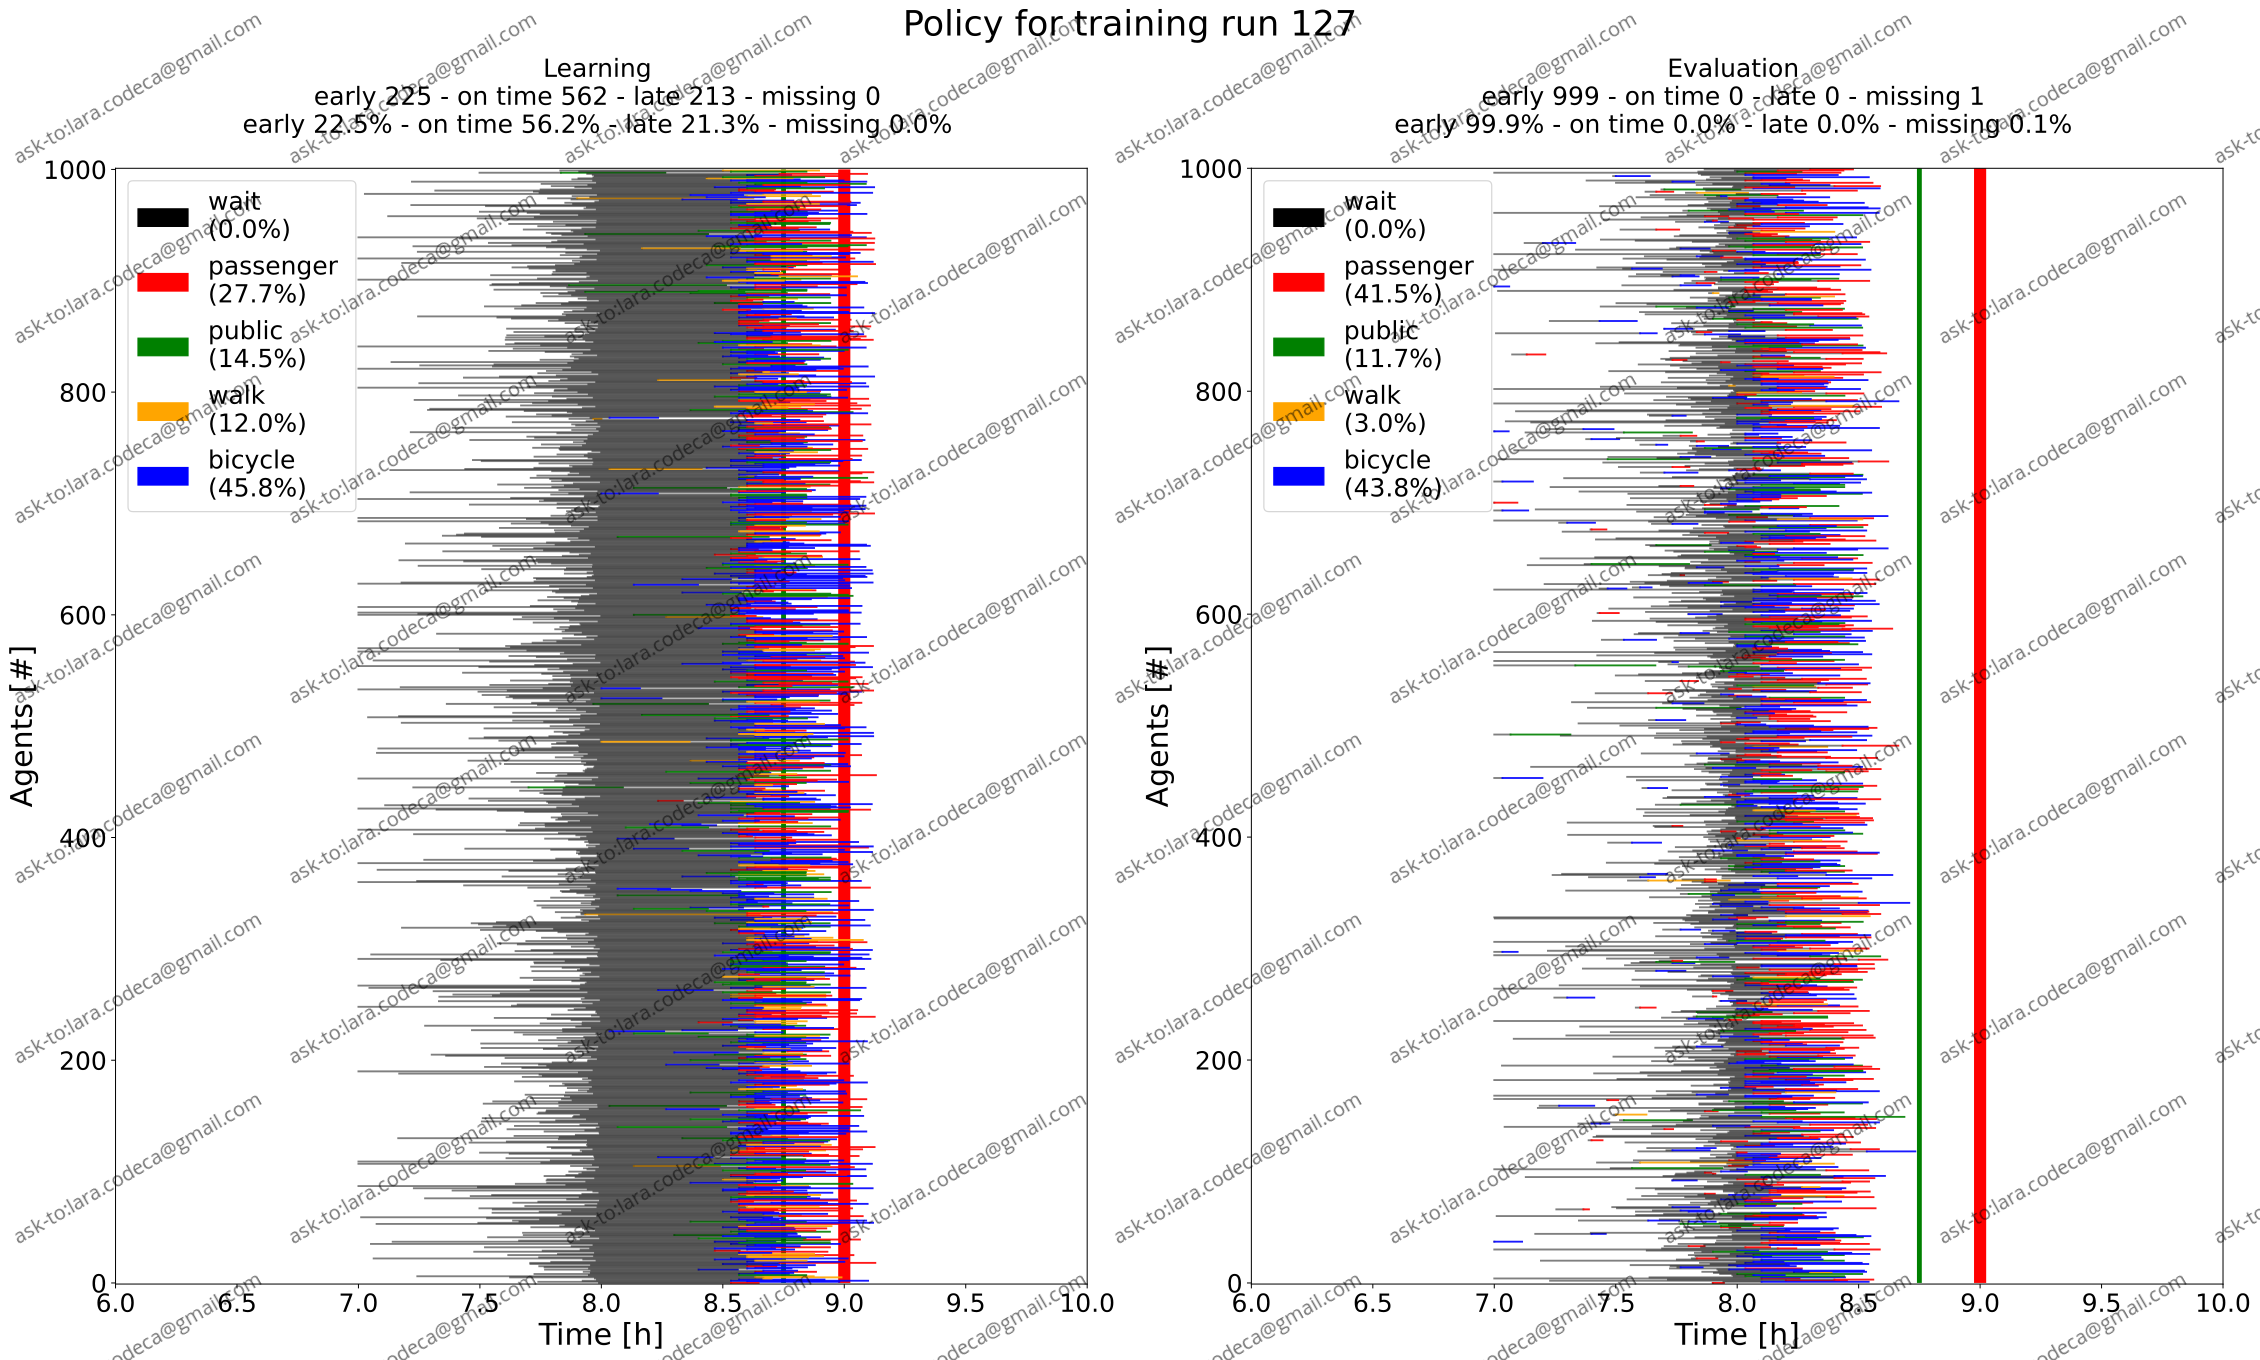 Policy for training run 127
Learning
early 225 - on time 562 - late 213 - missing 0
early 22.5% - on time 56.2% - late 21.3% - missing 0.0%
1000
800
600
400
200
0
Agents [#]
wait
(0.0%)
passenger
(27.7%)
public
(14.5%)
walk
(12.0%)
bicycle
(45.8%)
6.0 6.5 7.0 7.5 8.0 8.5 9.0 9.5 10.0
Time [h]
Evaluation
early 999 - on time 0 - late 0 - missing 1
early 99.9% - on time 0.0% - late 0.0% - missing 0.1%
1000
800
600
400
200
0
Agents [#]
wait
(0.0%)
passenger
(41.5%)
public
(11.7%)
walk
(3.0%)
bicycle
(43.8%)
6.0 6.5 7.0 7.5 8.0 8.5 9.0 9.5 10.0
Time [h]
ask-to:lara.codeca@gmail.com